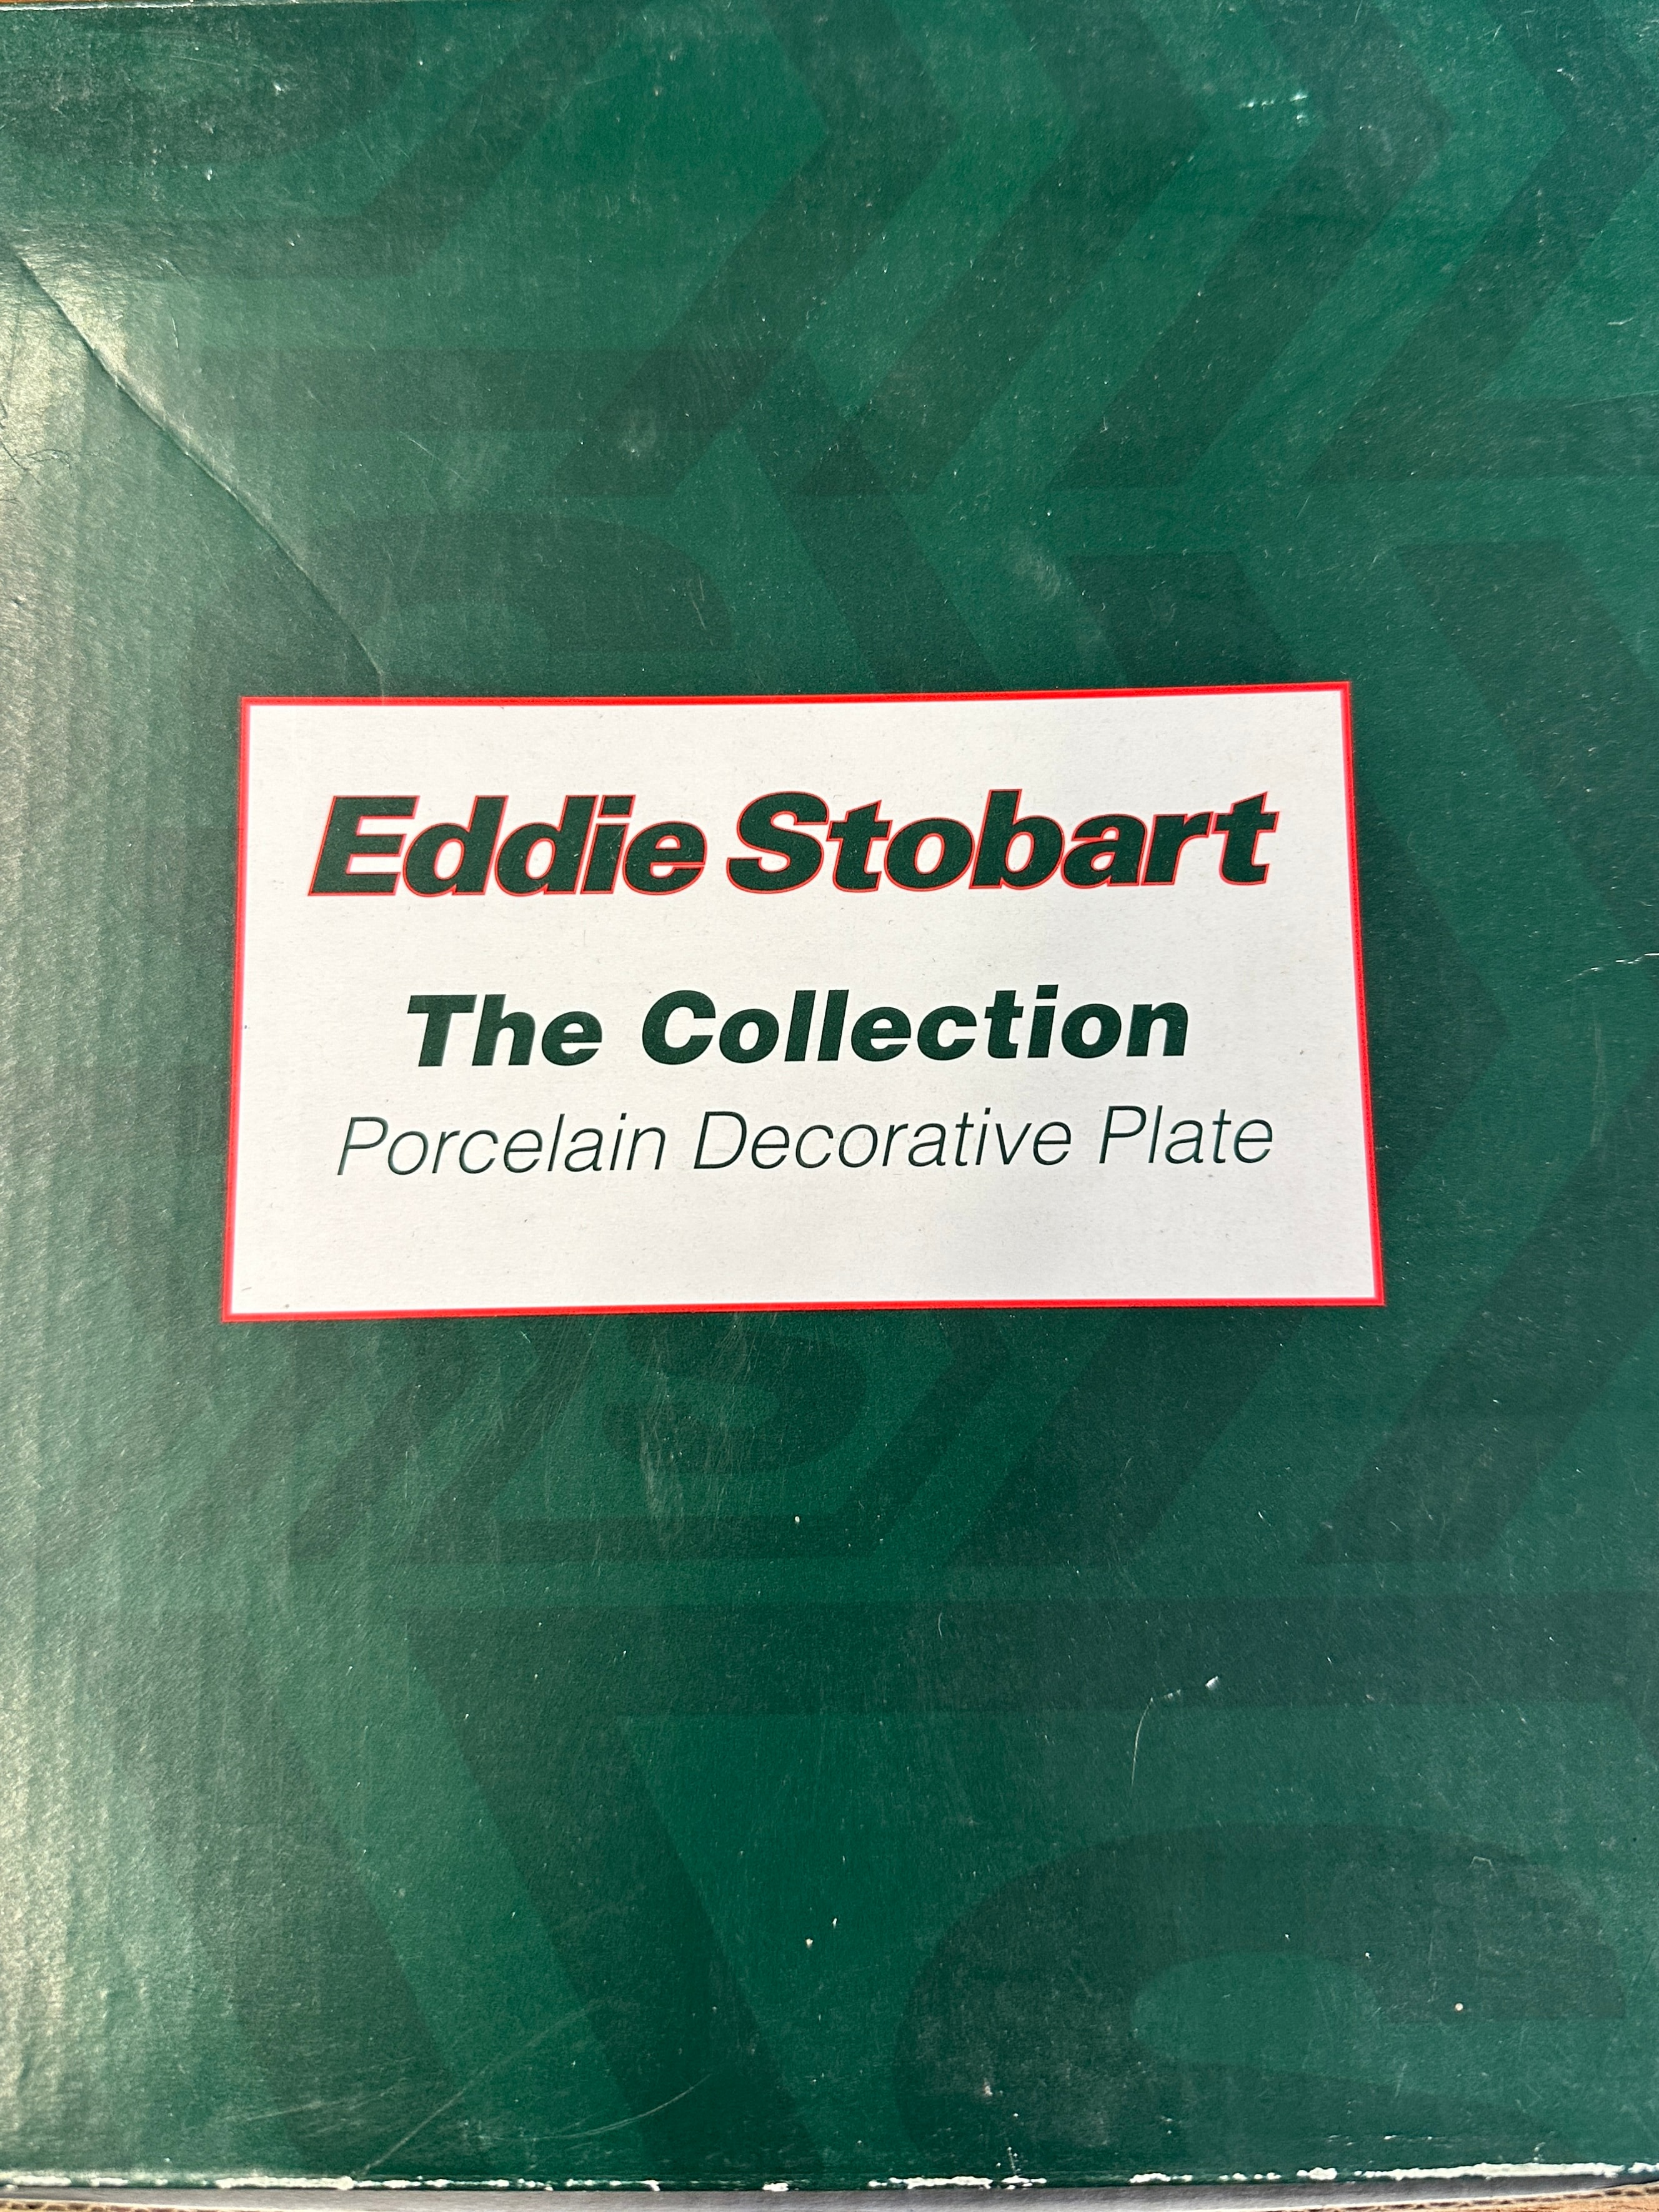 Eddie Stobart
The Collection
Porcelain Decorative Plate